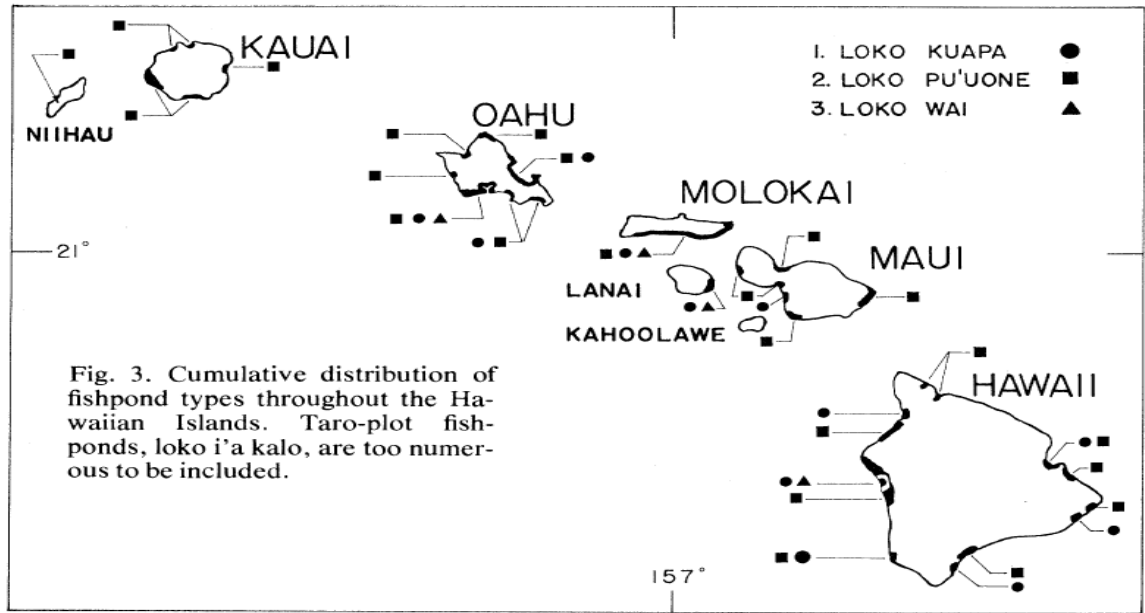 KAUAI
NIIHAU
OAHU
1. LOKO KUAPA
2. LOKO PU'UONE
3. LOKO WAI
MOLOKAI
21°
MAUI
LANAI
KAHOOLAWE
HAWAII
Fig. 3. Cumulative distribution of
fishpond types throughout the Ha-
waiian Islands. Taro-plot fish-
ponds, loko i'a kalo, are too numer-
ous to be included.
157°